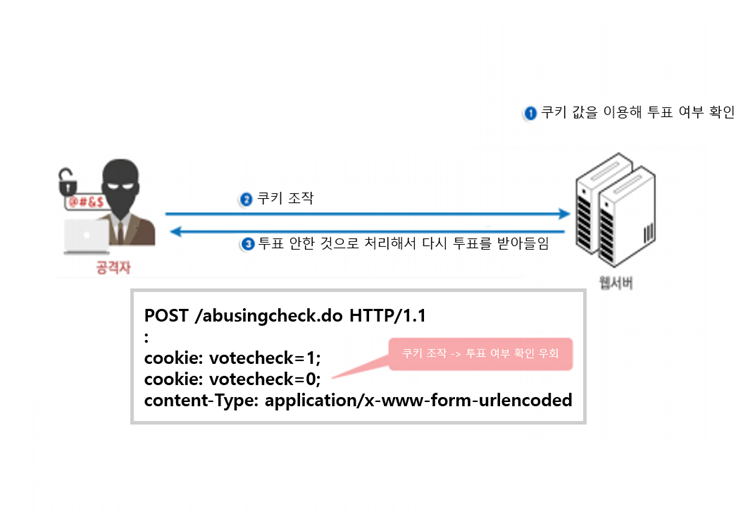 1 쿠키 값을 이용해 투표 여부 확인
@#&$
2 쿠키 조작
3 투표 안한 것으로 처리해서 다시 투표를 받아들임
공격자
웹서버
POST /abusingcheck.do HTTP/1.1
:
cookie: votecheck=1;
cookie: votecheck=0;
쿠키 조작 -> 투표 여부 확인 우회
content-Type: application/x-www-form-urlencoded